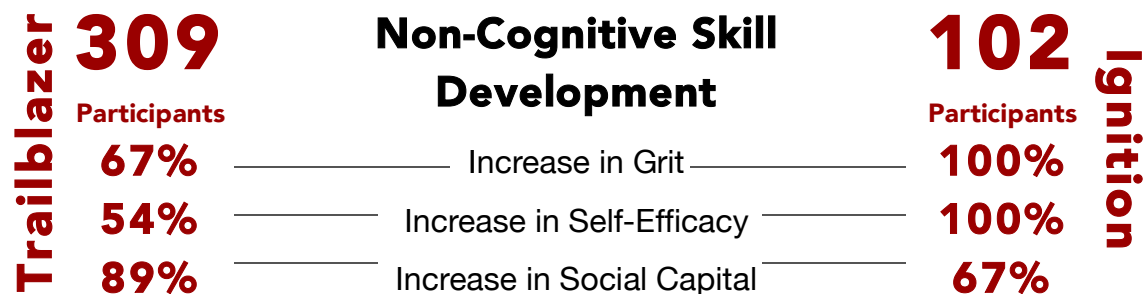 Trailblazer
309
Participants
Non-Cognitive Skill
Development
102
Participants
Ignition
67% Increase in Grit 100%
54% Increase in Self-Efficacy 100%
89% Increase in Social Capital 67%